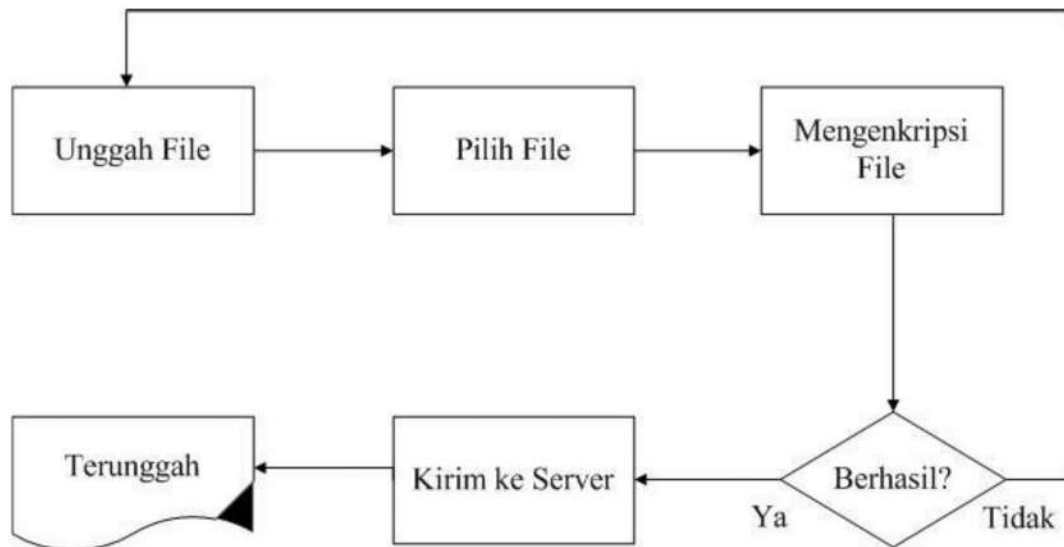 Unggah File
Pilih File
Mengenkripsi
File
Berhasil?
Ya
Tidak
Kirim ke Server
Terunggah